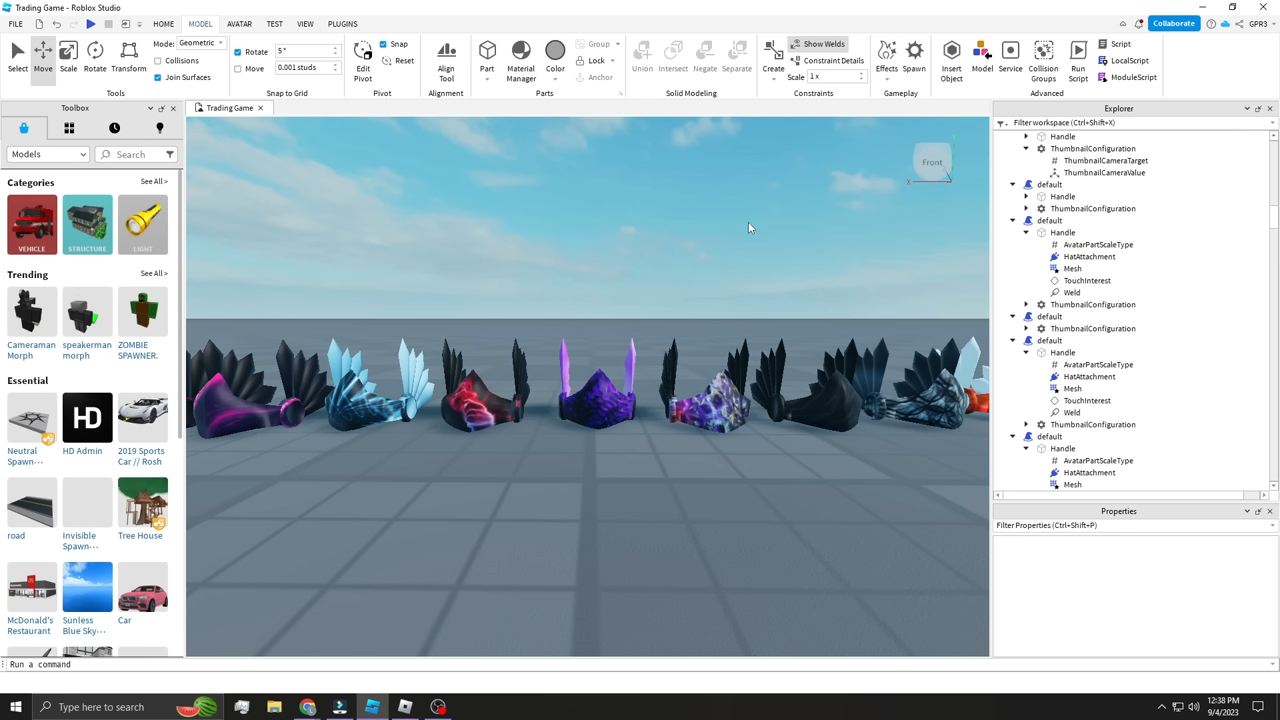 Trading Game - Roblox Studio
FILE HOME MODEL AVATAR TEST VIEW PLUGINS GPR3 Collaborate
Select Move Scale Rotate Transform
Mode: Geometric
Collisions
Join Surfaces
Tools
Rotate 5 °
Move 0.001 studs
Snap to Grid
Edit Pivot
Snap
Reset
Pivot
Align Tool
Alignment
Part Material Manager Color
Group
Lock
Anchor
Parts
Union Intersect Negate Separate
Solid Modeling
Create
Show Welds
Constraint Details
Scale 1 x
Constraints
Effects Spawn
Gameplay
Insert Object Model Service Collision Groups Run Script
Script
LocalScript
ModuleScript
Advanced
Toolbox
Models Search
Categories See All >
VEHICLE STRUCTURE LIGHT
Trending See All >
Cameraman Morph
speakerman morph
ZOMBIE SPAWNER.
Essential
Neutral Spawn...
HD
HD Admin
2019 Sports Car // Rosh
road
Invisible Spawn...
Tree House
McDonald's Restaurant
Sunless Blue Sky...
Car
Trading Game
Front
X
Explorer
Filter workspace (Ctrl+Shift+X)
Handle
ThumbnailConfiguration
ThumbnailCameraTarget
ThumbnailCameraValue
default
Handle
ThumbnailConfiguration
default
Handle
AvatarPartScaleType
HatAttachment
Mesh
TouchInterest
Weld
ThumbnailConfiguration
default
ThumbnailConfiguration
default
Handle
AvatarPartScaleType
HatAttachment
Mesh
TouchInterest
Weld
ThumbnailConfiguration
default
Handle
AvatarPartScaleType
HatAttachment
Mesh
Properties
Filter Properties (Ctrl+Shift+P)
Run a command
Type here to search
12:38 PM
9/4/2023